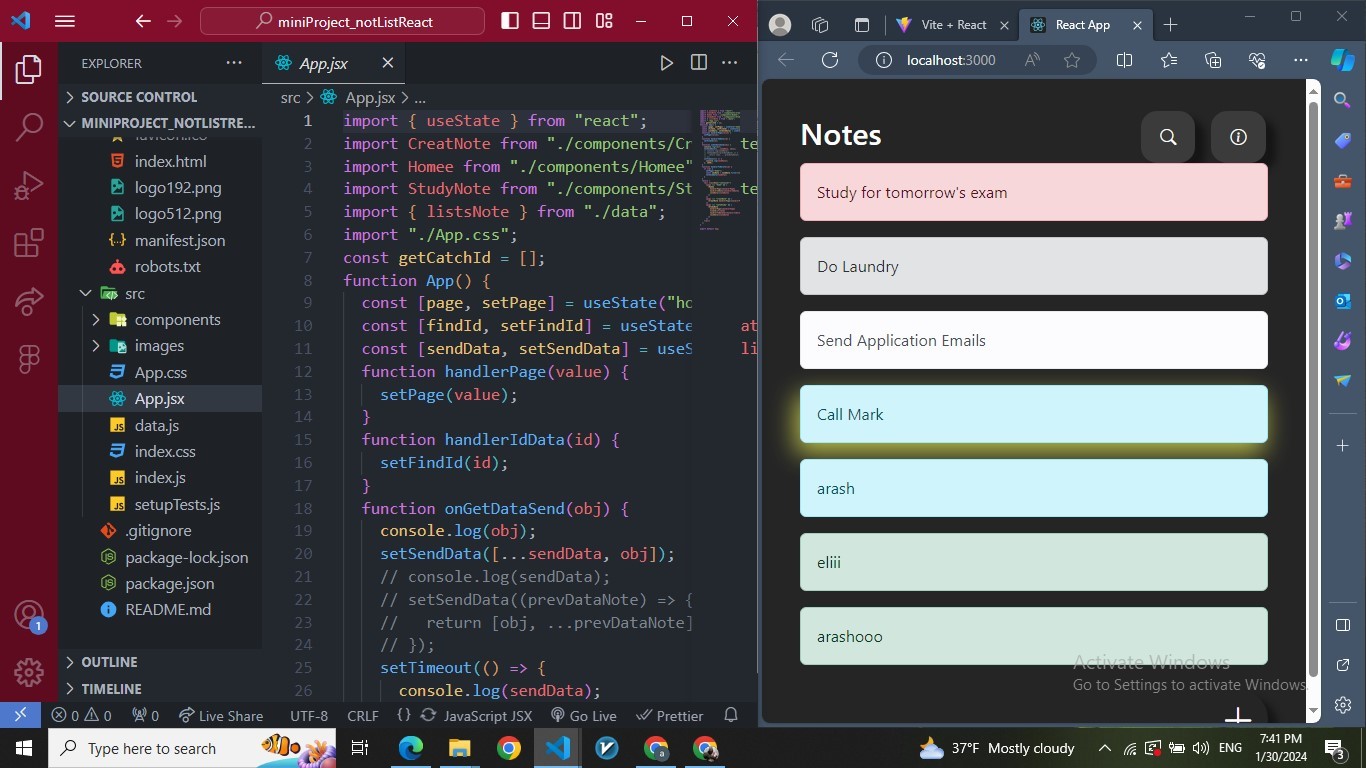 miniProject_notListReact
EXPLORER
SOURCE CONTROL
MINIPROJECT_NOTLISTRE...
favicon.ico
index.html
logo192.png
logo512.png
manifest.json
robots.txt
src
components
images
App.css
App.jsx
data.js
index.css
index.js
setupTests.js
.gitignore
package-lock.json
package.json
README.md
OUTLINE
TIMELINE
1
App.jsx
src > App.jsx > ...
1 import { useState } from "react";
2 import CreatNote from "./components/Cr te
3 import Homee from "./components/Homee"
4 import StudyNote from "./components/St te
5 import { listsNote } from "./data";
6 import "./App.css";
7 const getCatchId = [];
8 function App() {
9 const [page, setPage] = useState("ho
10 const [findId, setFindId] = useState at
11 const [sendData, setSendData] = useS li
12 function handlerPage(value) {
13 setPage(value);
14 }
15 function handlerIdData(id) {
16 setFindId(id);
17 }
18 function onGetDataSend(obj) {
19 console.log(obj);
20 setSendData([...sendData, obj]);
21 // console.log(sendData);
22 // setSendData((prevDataNote) => {
23 //   return [obj, ...prevDataNote]
24 // });
25 setTimeout(() => {
26 console.log(sendData);
0 0 0 Live Share UTF-8 CRLF {} JavaScript JSX Go Live Prettier
Vite + React
React App
localhost:3000
Notes
Study for tomorrow's exam
Do Laundry
Send Application Emails
Call Mark
arash
eliii
arashooo
Activate Windows
Go to Settings to activate Windows.
Type here to search
37°F Mostly cloudy
ENG
7:41 PM
1/30/2024
3